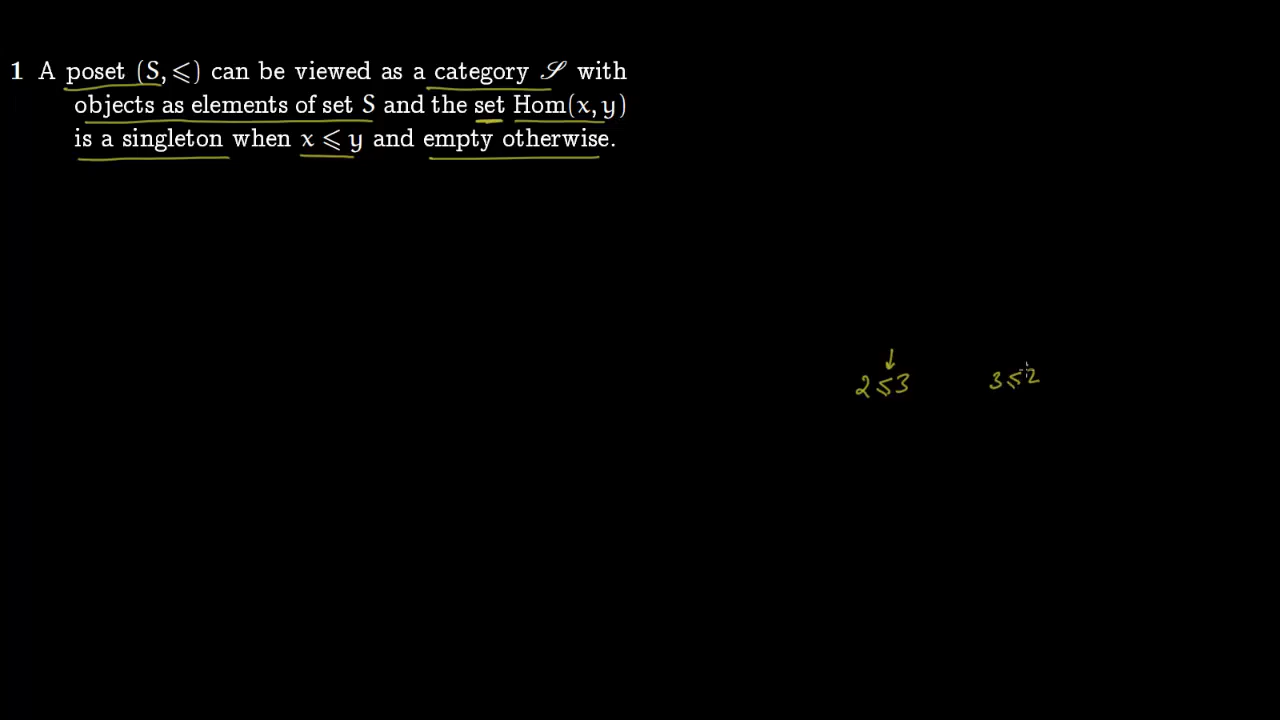 1 A poset (S, ⩽) can be viewed as a category 𝒮 with
objects as elements of set S and the set Hom(x, y)
is a singleton when x ⩽ y and empty otherwise.
2 ≤ 3 3 ≤ 2